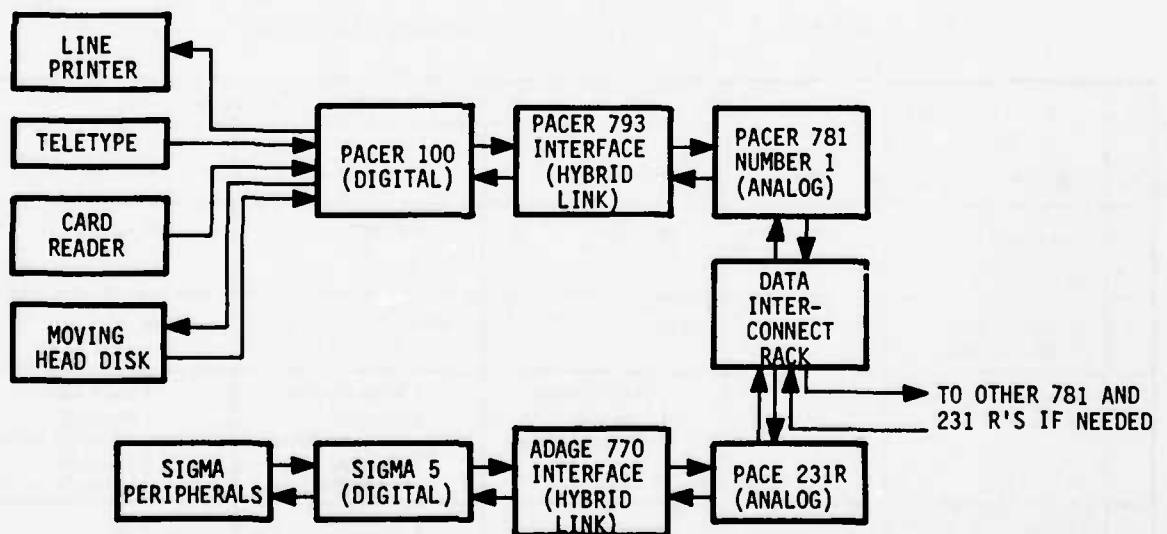 LINE
PRINTER
TELETYPE
CARD
READER
MOVING
HEAD DISK
PACER 100
(DIGITAL)
PACER 793
INTERFACE
(HYBRID
LINK)
PACER 781
NUMBER 1
(ANALOG)
DATA
INTER-
CONNECT
RACK
TO OTHER 781 AND
231 R'S IF NEEDED
SIGMA
PERIPHERALS
SIGMA 5
(DIGITAL)
ADAGE 770
INTERFACE
(HYBRID
LINK)
PACE 231R
(ANALOG)